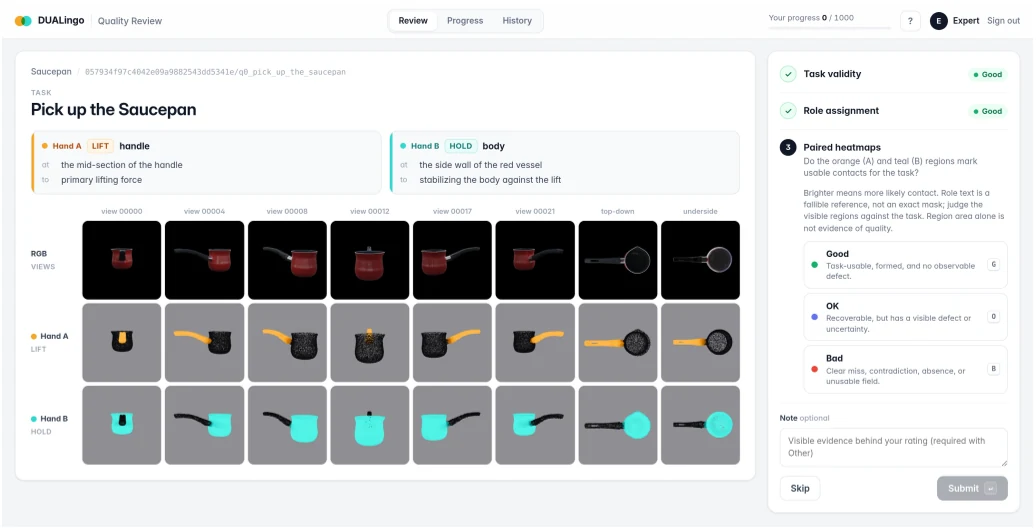 DUALingo
Quality Review
Review
Progress
History
Your progress 0 / 1000
?
E
Expert
Sign out
Saucepan / 057934f97c4042e09a9882543dd5341e/q0_pick_up_the_saucepan
TASK
Pick up the Saucepan
Hand A LIFT handle
at the mid-section of the handle
to primary lifting force
Hand B HOLD body
at the side wall of the red vessel
to stabilizing the body against the lift
view 00000
view 00004
view 00008
view 00012
view 00017
view 00021
top-down
underside
RGB
VIEWS
Hand A
LIFT
Hand B
HOLD
Task validity
Good
Role assignment
Good
3
Paired heatmaps
Do the orange (A) and teal (B) regions mark
usable contacts for the task?
Brighter means more likely contact. Role text is a
fallible reference, not an exact mask; judge the
visible regions against the task. Region area alone is
not evidence of quality.
Good
Task-usable, formed, and no observable
defect.
G
OK
Recoverable, but has a visible defect or
uncertainty.
O
Bad
Clear miss, contradiction, absence, or
unusable field.
B
Note optional
Visible evidence behind your rating (required with
Other)
Skip
Submit